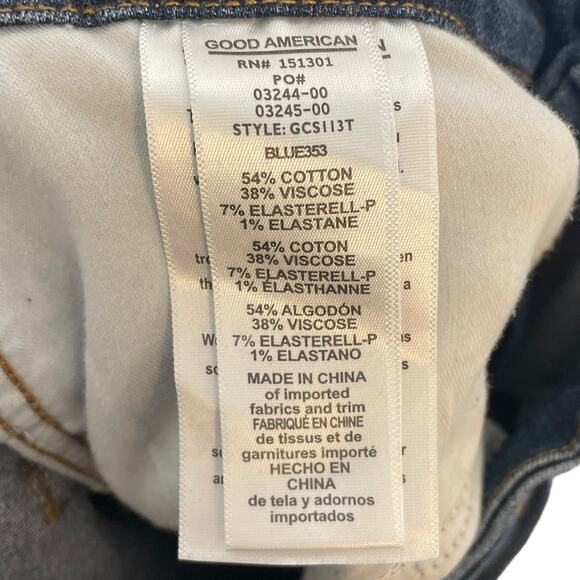 GOOD AMERICAN
RN# 151301
PO#
03244-00
03245-00
STYLE: GCS113T
BLUE353
54% COTTON
38% VISCOSE
7% ELASTERELL-P
1% ELASTANE
54% COTON
38% VISCOSE
7% ELASTERELL-P
1% ÉLASTHANNE
54% ALGODÓN
38% VISCOSE
7% ELASTERELL-P
1% ELASTANO
MADE IN CHINA
of imported
fabrics and trim
FABRIQUÉ EN CHINE
de tissus et de
garnitures importé
HECHO EN
CHINA
de tela y adornos
importados